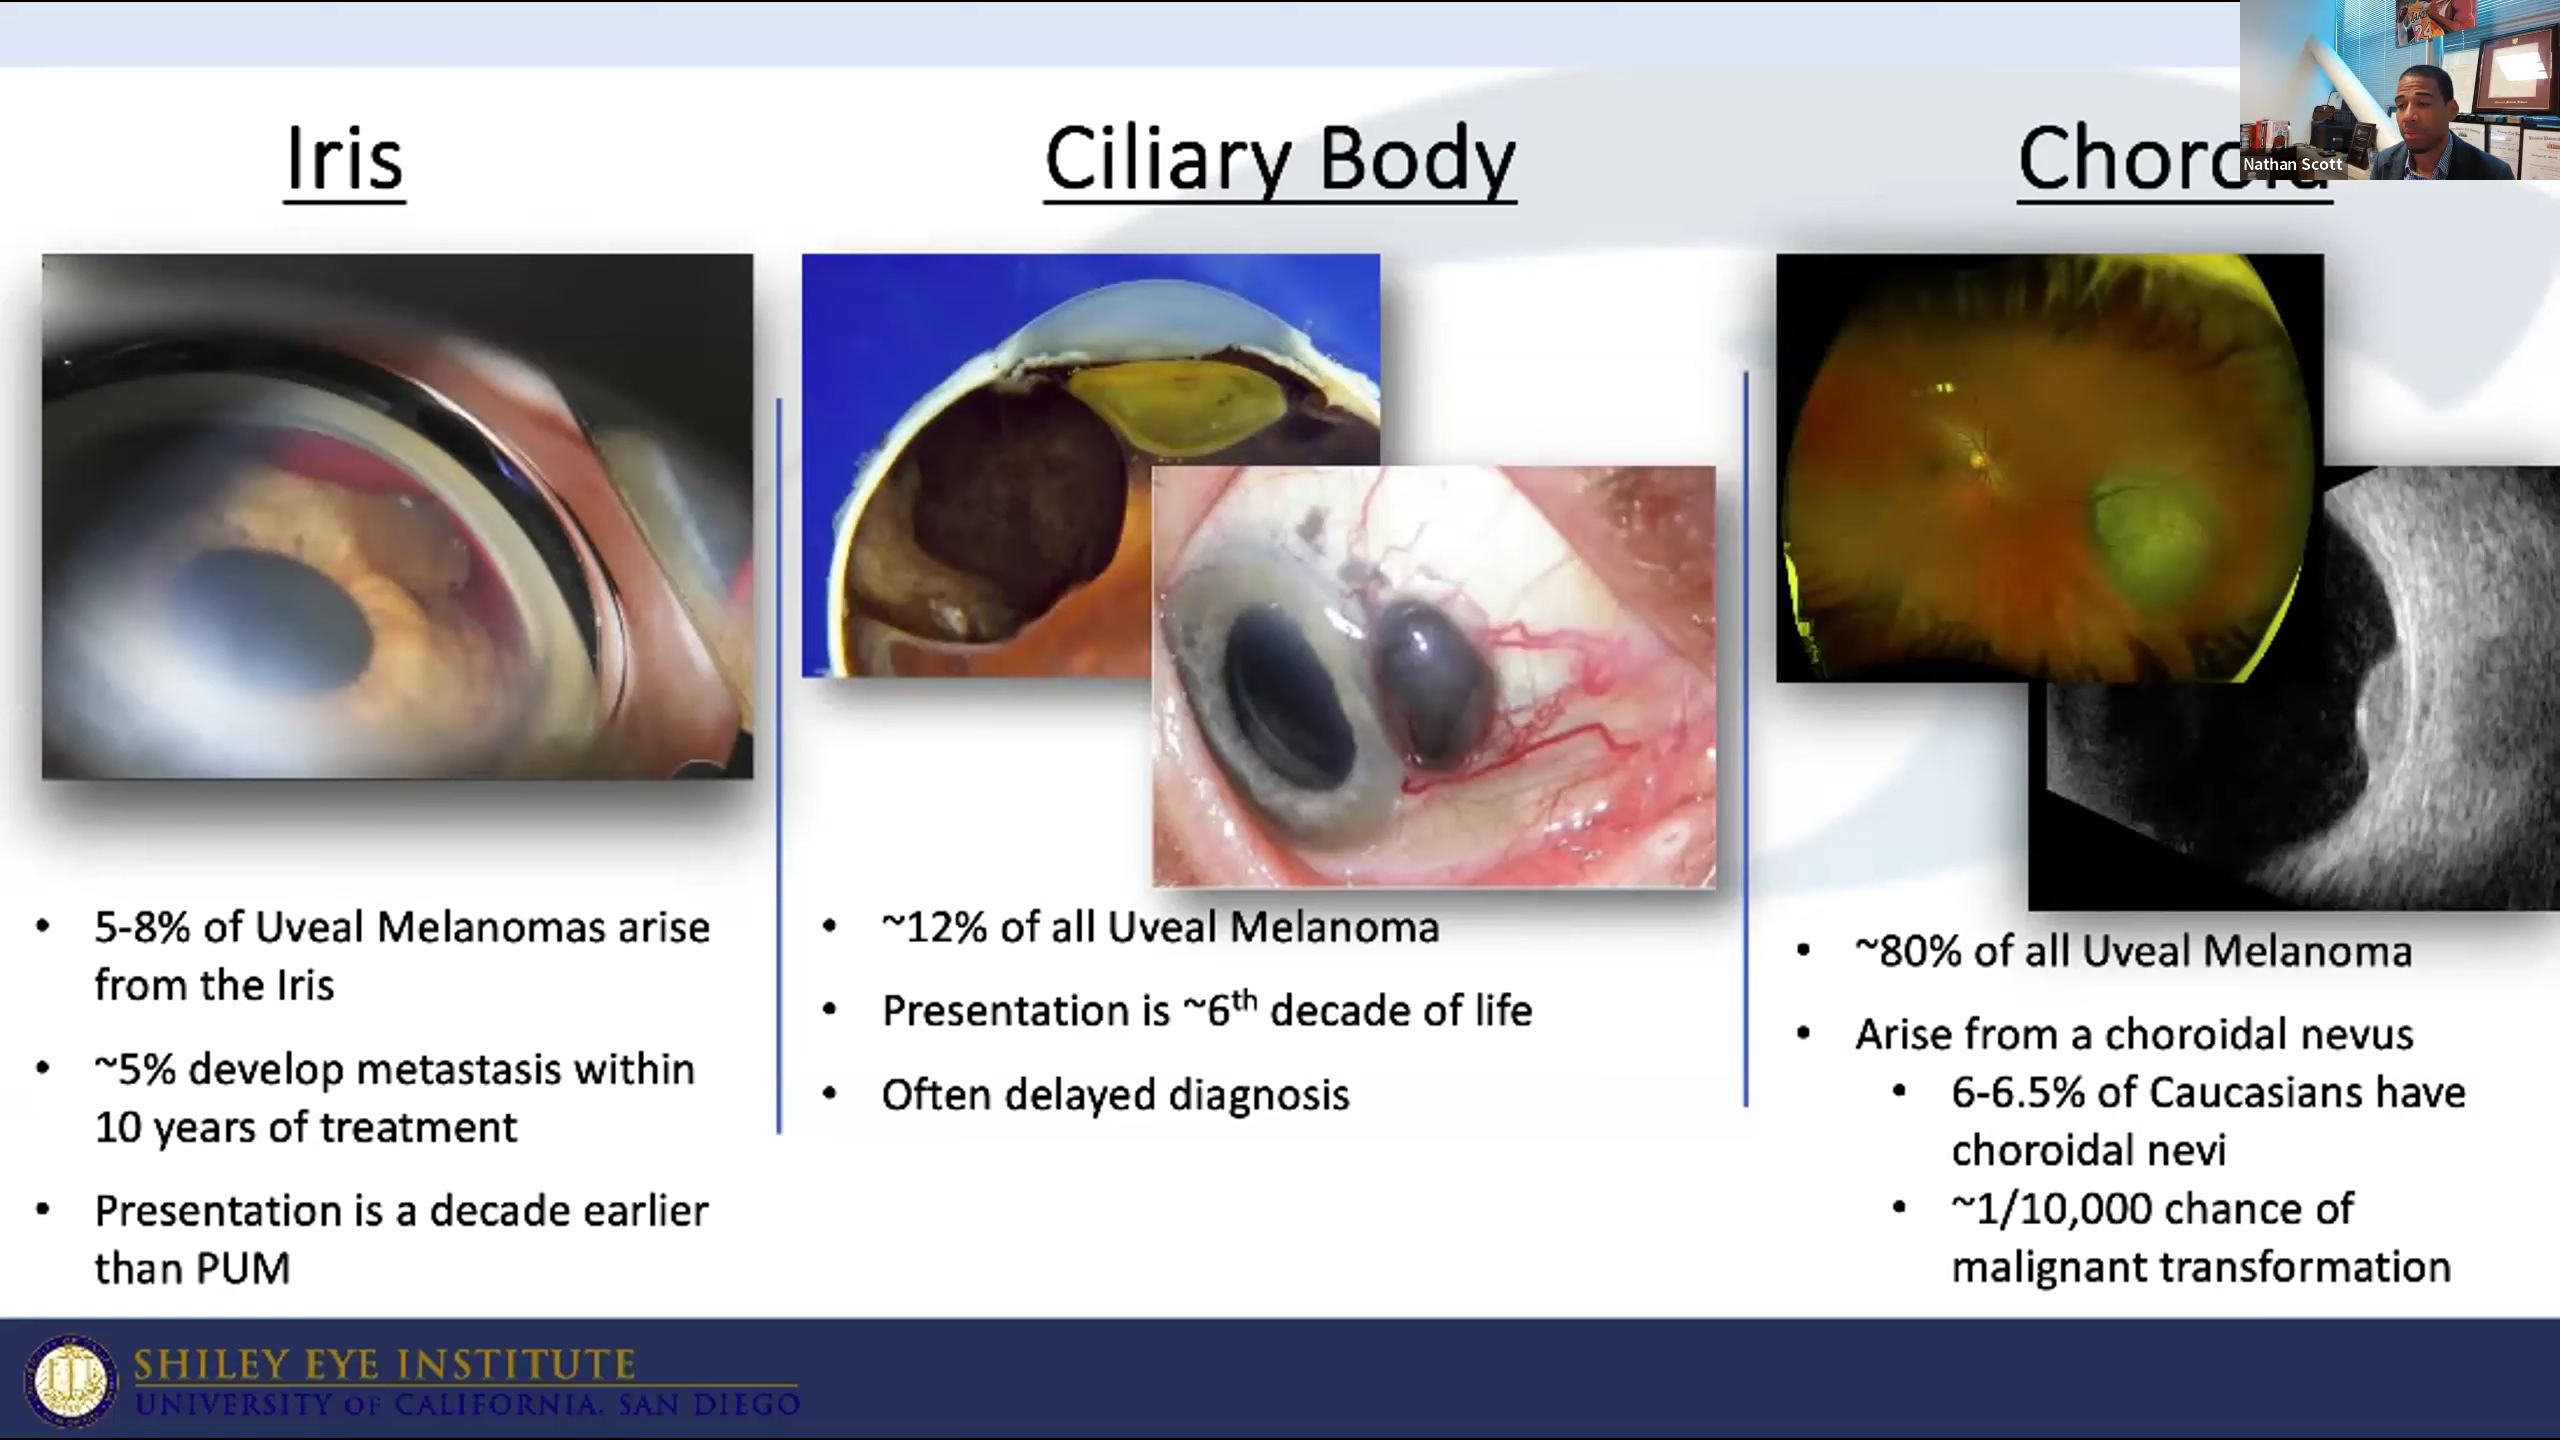 Iris
Ciliary Body
Nathan Scott
• 5-8% of Uveal Melanomas arise
from the Iris
• ~5% develop metastasis within
10 years of treatment
• Presentation is a decade earlier
than PUM
• ~12% of all Uveal Melanoma
• Presentation is ~6th decade of life
• Often delayed diagnosis
• ~80% of all Uveal Melanoma
• Arise from a choroidal nevus
• 6-6.5% of Caucasians have
choroidal nevi
• ~1/10,000 chance of
malignant transformation
SHILEY EYE INSTITUTE
UNIVERSITY OF CALIFORNIA, SAN DIEGO
24